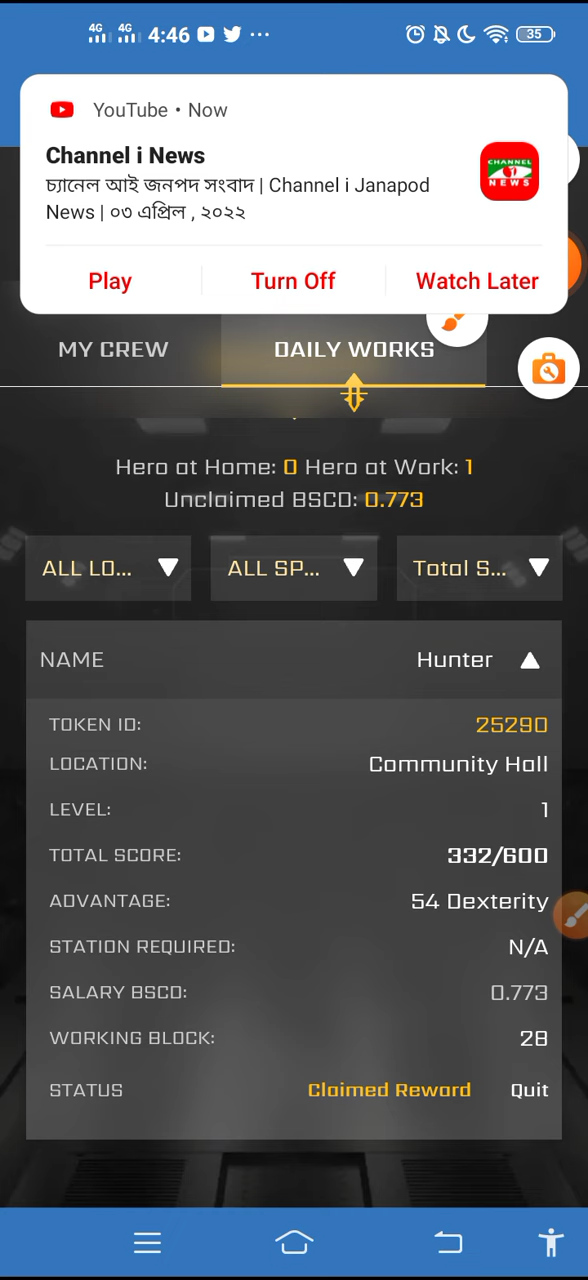 4G 4G 4:46 ... 35
YouTube • Now
Channel i News
চ্যানেল আই জনপদ সংবাদ | Channel i Janapod
News | ০৩ এপ্রিল , ২০২২
CHANNEL
NEWS
Play Turn Off Watch Later
MY CREW DAILY WORKS
Hero at Home: 0 Hero at Work: 1
Unclaimed BSCD: 0.773
ALL LO... ALL SP... Total S...
NAME Hunter
TOKEN ID: 25290
LOCATION: Community Hall
LEVEL: 1
TOTAL SCORE: 332/600
ADVANTAGE: 54 Dexterity
STATION REQUIRED: N/A
SALARY BSCD: 0.773
WORKING BLOCK: 28
STATUS Claimed Reward Quit